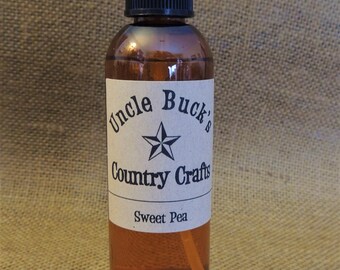 Uncle Buck's
Country Crafts
Sweet Pea